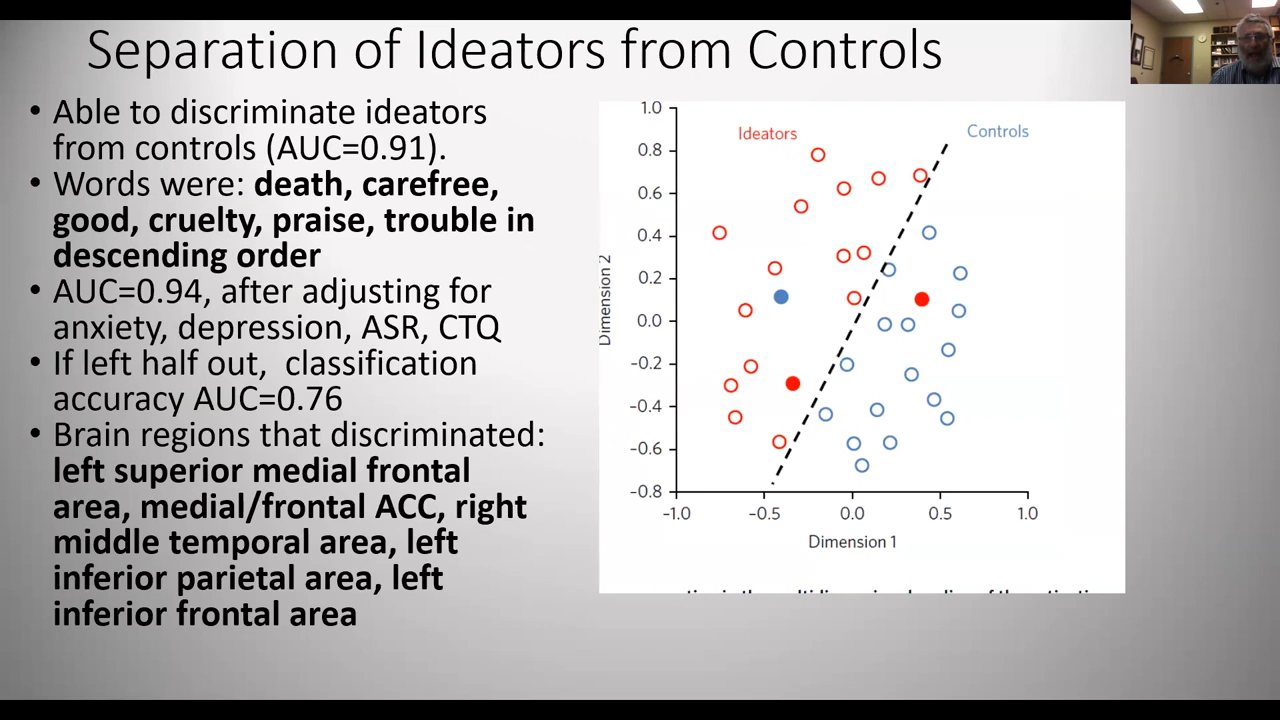 Separation of Ideators from Controls
• Able to discriminate ideators
from controls (AUC=0.91).
• Words were: death, carefree,
good, cruelty, praise, trouble in
descending order
• AUC=0.94, after adjusting for
anxiety, depression, ASR, CTQ
• If left half out, classification
accuracy AUC=0.76
• Brain regions that discriminated:
left superior medial frontal
area, medial/frontal ACC, right
middle temporal area, left
inferior parietal area, left
inferior frontal area
Ideators
Controls
1.0
0.8
0.6
0.4
0.2
0.0
−0.2
−0.4
−0.6
−0.8
Dimension 2
−1.0 −0.5 0.0 0.5 1.0
Dimension 1